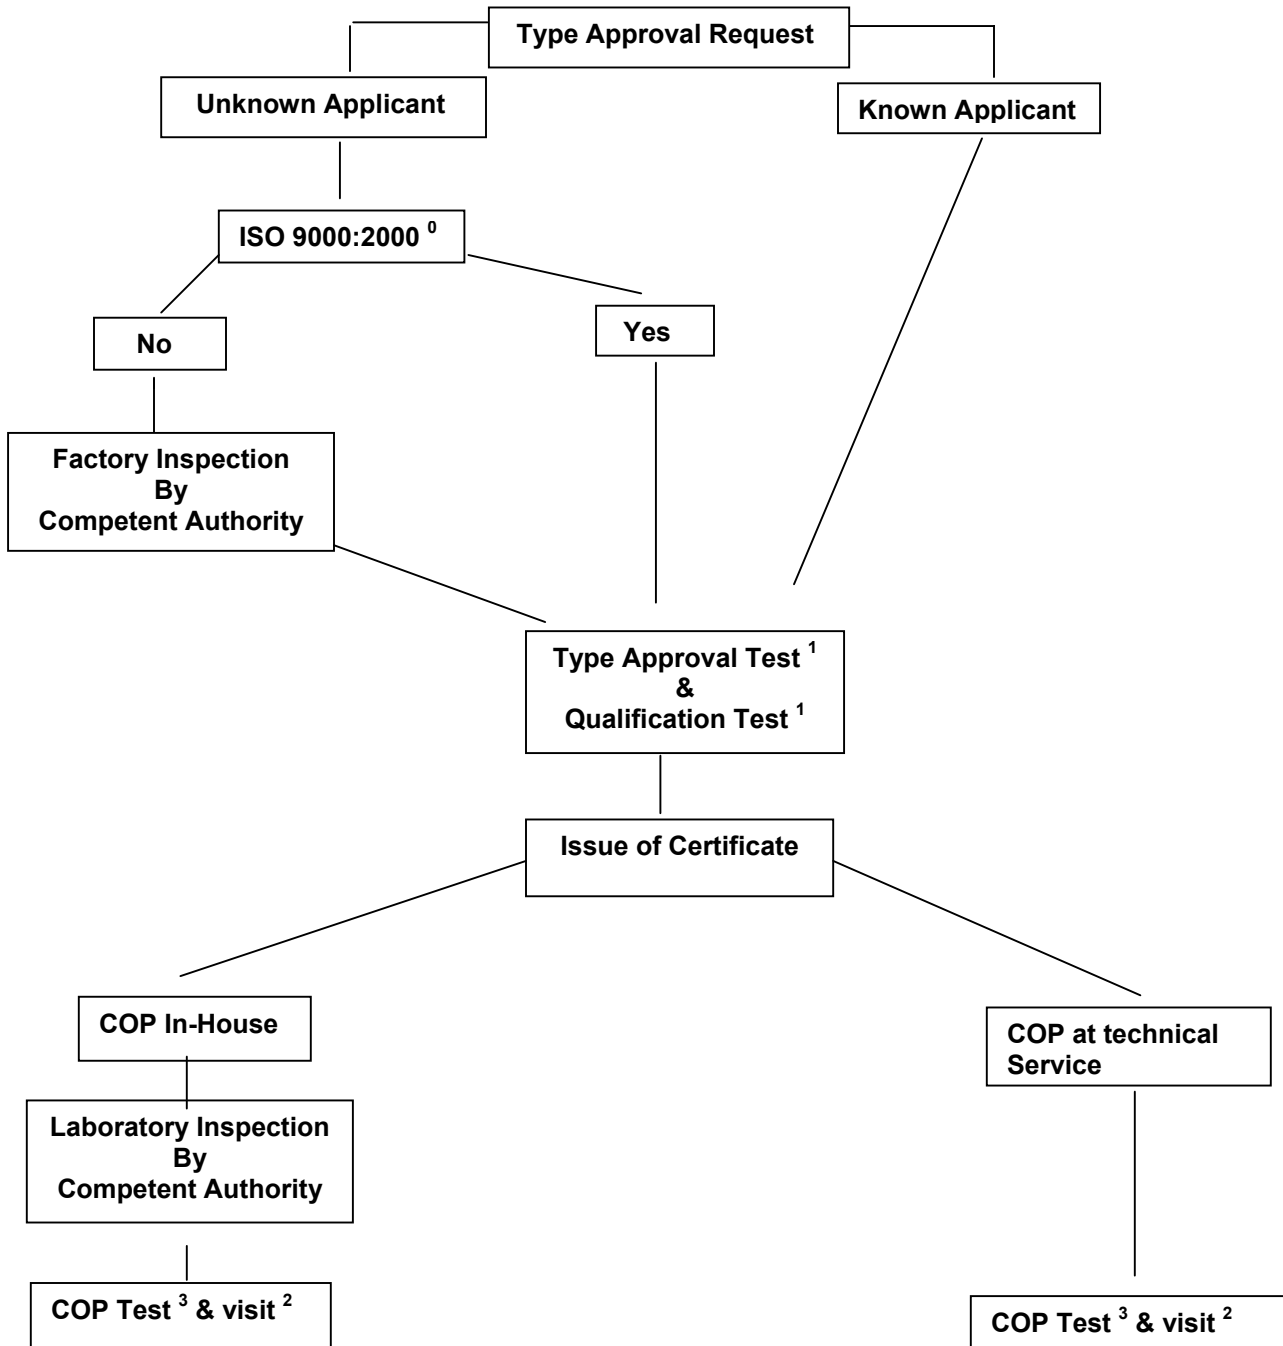 Type Approval Request
Unknown Applicant
Known Applicant
ISO 9000:2000 ⁰
No
Yes
Factory Inspection
By
Competent Authority
Type Approval Test ¹
&
Qualification Test ¹
Issue of Certificate
COP In-House
COP at technical
Service
Laboratory Inspection
By
Competent Authority
COP Test ³ & visit ²
COP Test ³ & visit ²